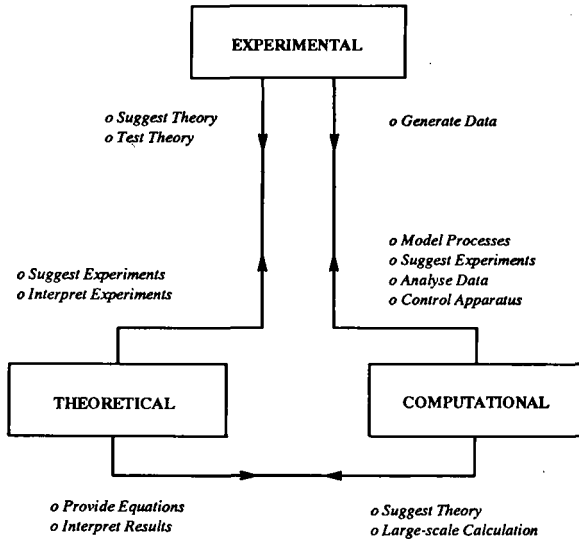 EXPERIMENTAL
o Suggest Theory
o Test Theory
o Generate Data
o Suggest Experiments
o Interpret Experiments
o Model Processes
o Suggest Experiments
o Analyse Data
o Control Apparatus
THEORETICAL
COMPUTATIONAL
o Provide Equations
o Interpret Results
o Suggest Theory
o Large-scale Calculation